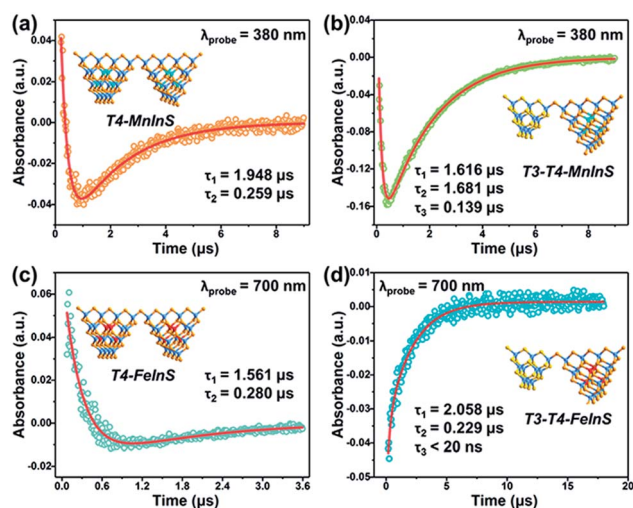 (a)
λprobe = 380 nm
0.04
0.02
0.00
-0.02
-0.04
Absorbance (a.u.)
T4-MnInS
τ1 = 1.948 μs
τ2 = 0.259 μs
0 2 4 6 8
Time (μs)
(b)
λprobe = 380 nm
0.00
-0.04
-0.08
-0.12
-0.16
Absorbance (a.u.)
T3-T4-MnInS
τ1 = 1.616 μs
τ2 = 1.681 μs
τ3 = 0.139 μs
0 2 4 6 8
Time (μs)
(c)
λprobe = 700 nm
0.06
0.04
0.02
0.00
-0.02
Absorbance (a.u.)
T4-FeInS
τ1 = 1.561 μs
τ2 = 0.280 μs
0.0 0.6 1.2 1.8 2.4 3.0 3.6
Time (μs)
(d)
λprobe = 700 nm
0.01
0.00
-0.01
-0.02
-0.03
-0.04
-0.05
Absorbance (a.u.)
T3-T4-FeInS
τ1 = 2.058 μs
τ2 = 0.229 μs
τ3 < 20 ns
0 5 10 15 20
Time (μs)